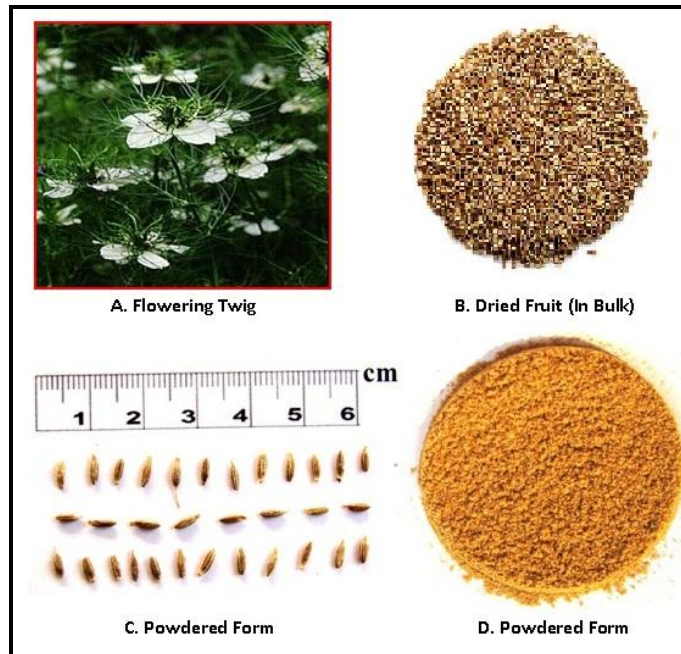 A. Flowering Twig
B. Dried Fruit (In Bulk)
cm
1 2 3 4 5 6
C. Powdered Form
D. Powdered Form